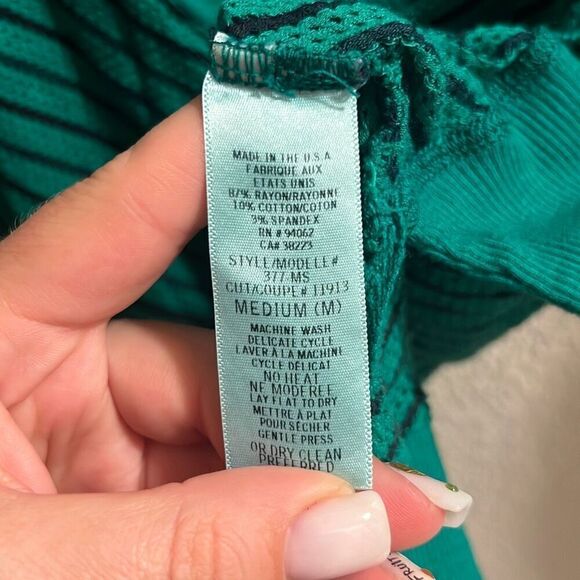 MADE IN THE U.S.A
FABRIQUE AUX
ETATS UNIS
87% RAYON/RAYONNE
10% COTTON/COTON
3% SPANDEX
RN # 94062
CA# 38223
STYLE/MODELE#
377-MS
CUT/COUPE# 11913
MEDIUM (M)
MACHINE WASH
DELICATE CYCLE
LAVER À LA MACHINE
CYCLE DÉLICAT
NO HEAT
NE MODEREE
LAY FLAT TO DRY
METTRE À PLAT
POUR SÉCHER
GENTLE PRESS
OR DRY CLEAN
PREFERRED